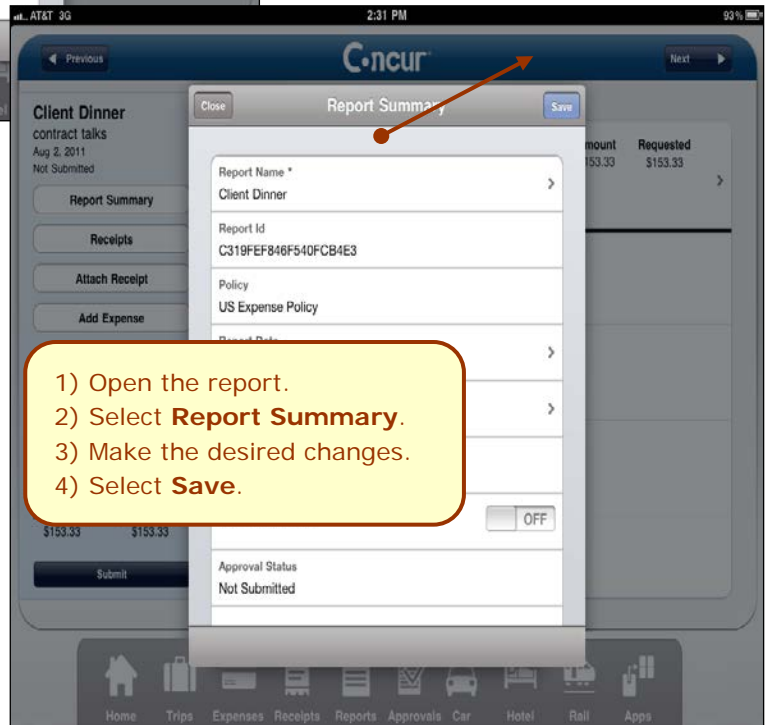 AT&T 3G 2:31 PM 93%
Previous
C•ncur
Next
Client Dinner
contract talks
Aug 2, 2011
Not Submitted
Report Summary
Receipts
Attach Receipt
Add Expense
$153.33 $153.33
Submit
Close
Report Summary
Save
Report Name *
Client Dinner
Report Id
C319FEF846F540FCB4E3
Policy
US Expense Policy
OFF
Approval Status
Not Submitted
Requested
153.33 $153.33
1) Open the report.
2) Select Report Summary.
3) Make the desired changes.
4) Select Save.
Home Trips Expenses Receipts Reports Approvals Car Hotel Rail Apps